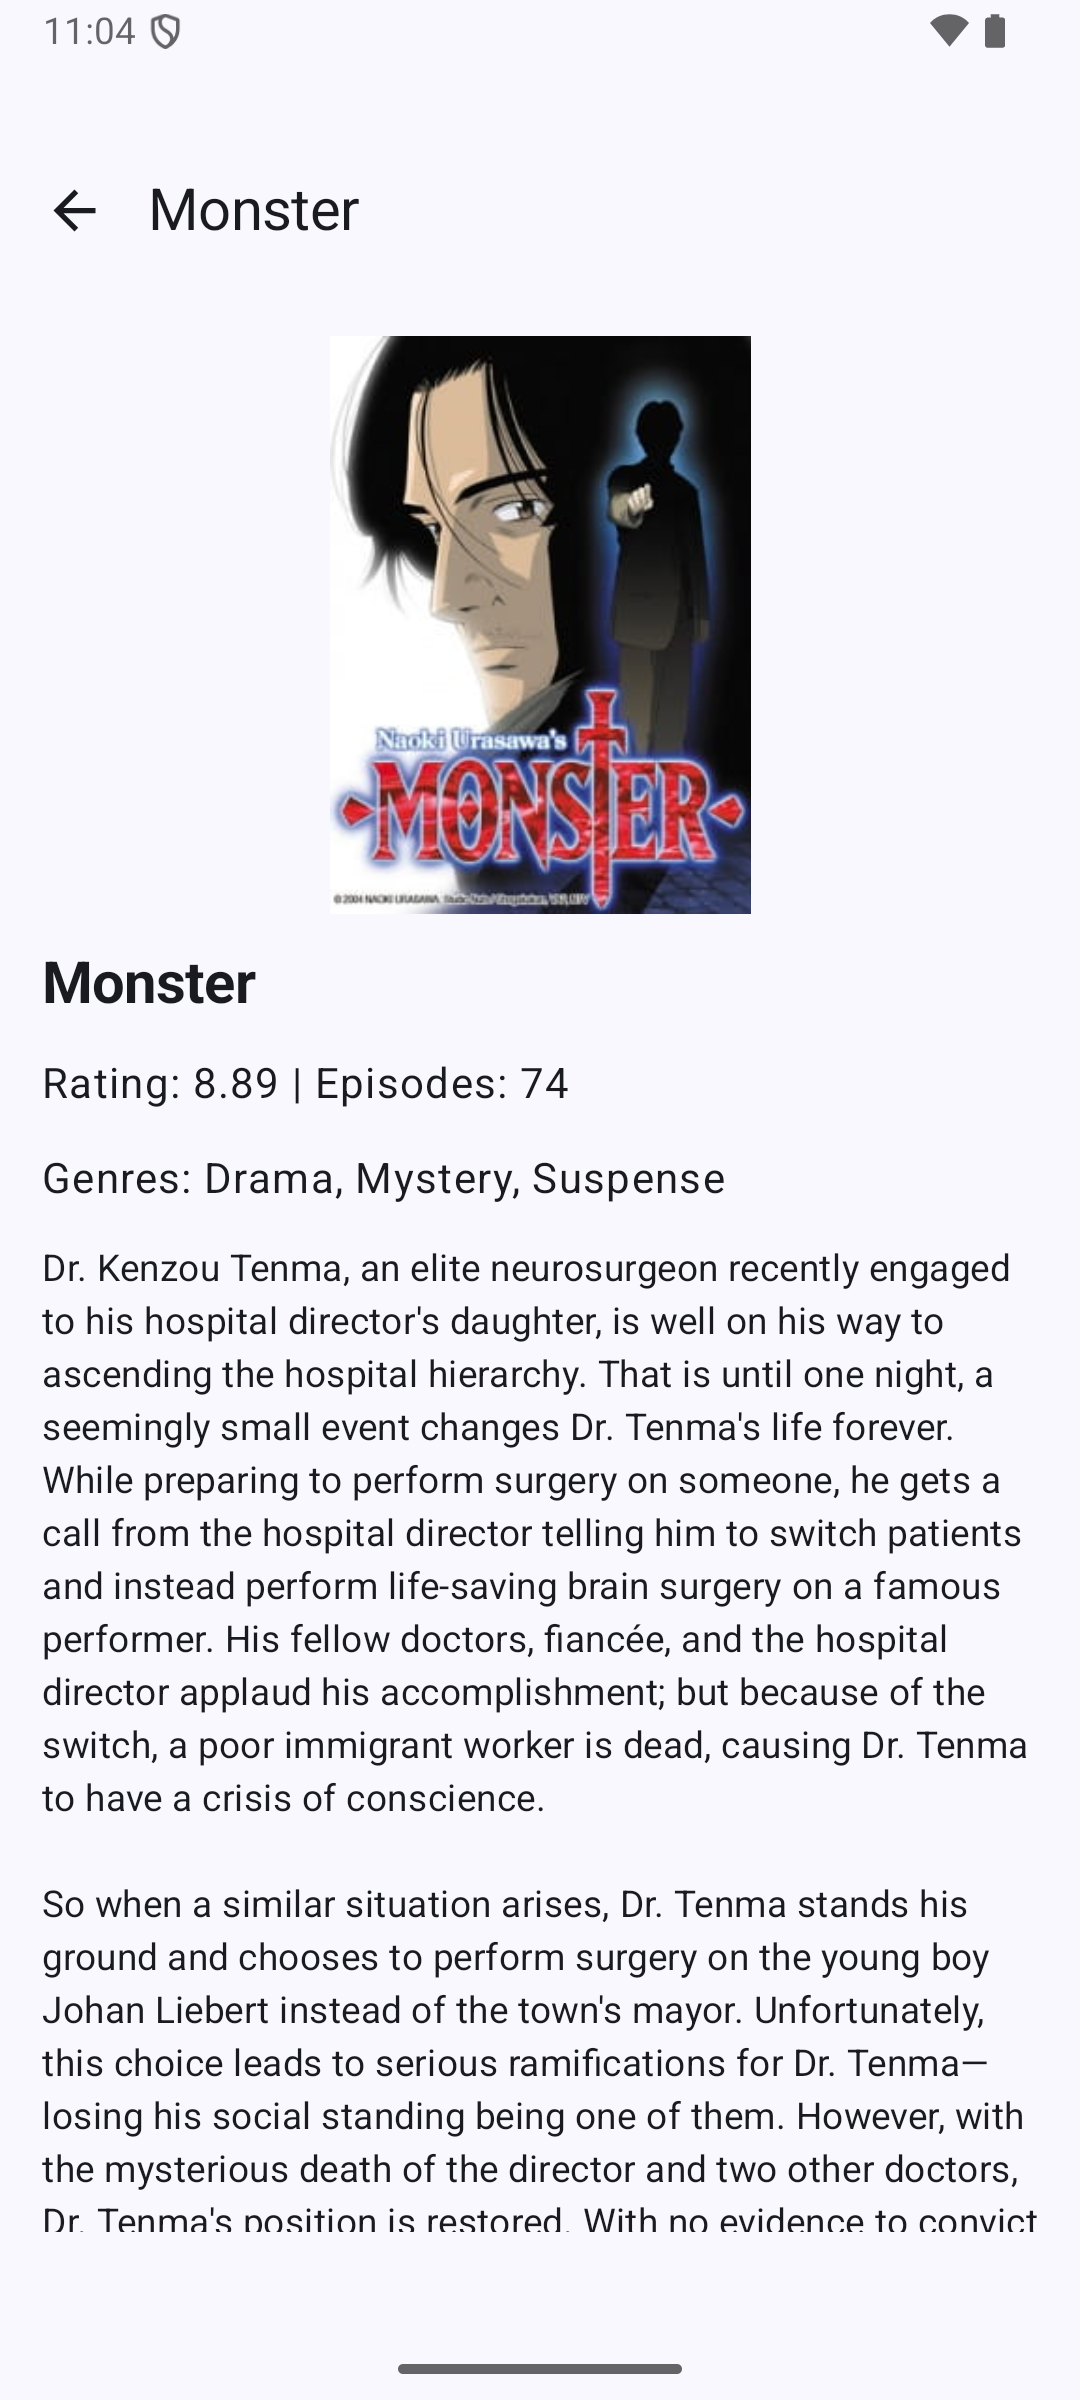 11:04
Monster
Naoki Urasawa's
MONSTER
© 2004 NAOKI URASAWA.
Monster
Rating: 8.89 | Episodes: 74
Genres: Drama, Mystery, Suspense
Dr. Kenzou Tenma, an elite neurosurgeon recently engaged
to his hospital director's daughter, is well on his way to
ascending the hospital hierarchy. That is until one night, a
seemingly small event changes Dr. Tenma's life forever.
While preparing to perform surgery on someone, he gets a
call from the hospital director telling him to switch patients
and instead perform life-saving brain surgery on a famous
performer. His fellow doctors, fiancée, and the hospital
director applaud his accomplishment; but because of the
switch, a poor immigrant worker is dead, causing Dr. Tenma
to have a crisis of conscience.
So when a similar situation arises, Dr. Tenma stands his
ground and chooses to perform surgery on the young boy
Johan Liebert instead of the town's mayor. Unfortunately,
this choice leads to serious ramifications for Dr. Tenma—
losing his social standing being one of them. However, with
the mysterious death of the director and two other doctors,
Dr. Tenma's position is restored. With no evidence to convict